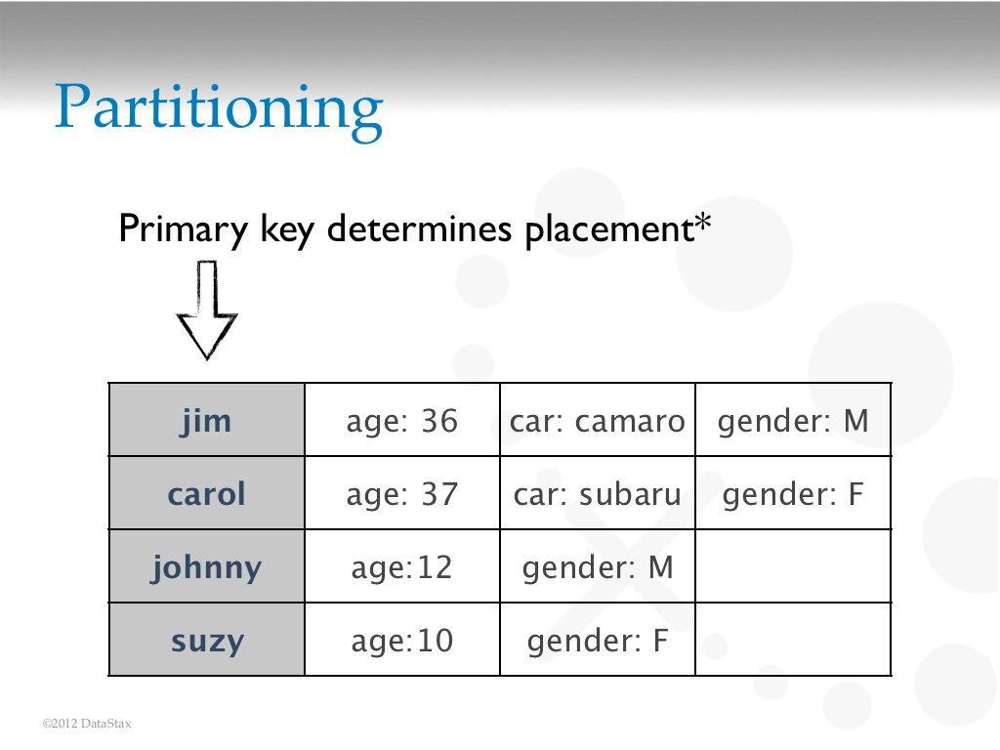 Partitioning
Primary key determines placement*
jim age: 36 car: camaro gender: M
carol age: 37 car: subaru gender: F
johnny age:12 gender: M
suzy age:10 gender: F
©2012 DataStax